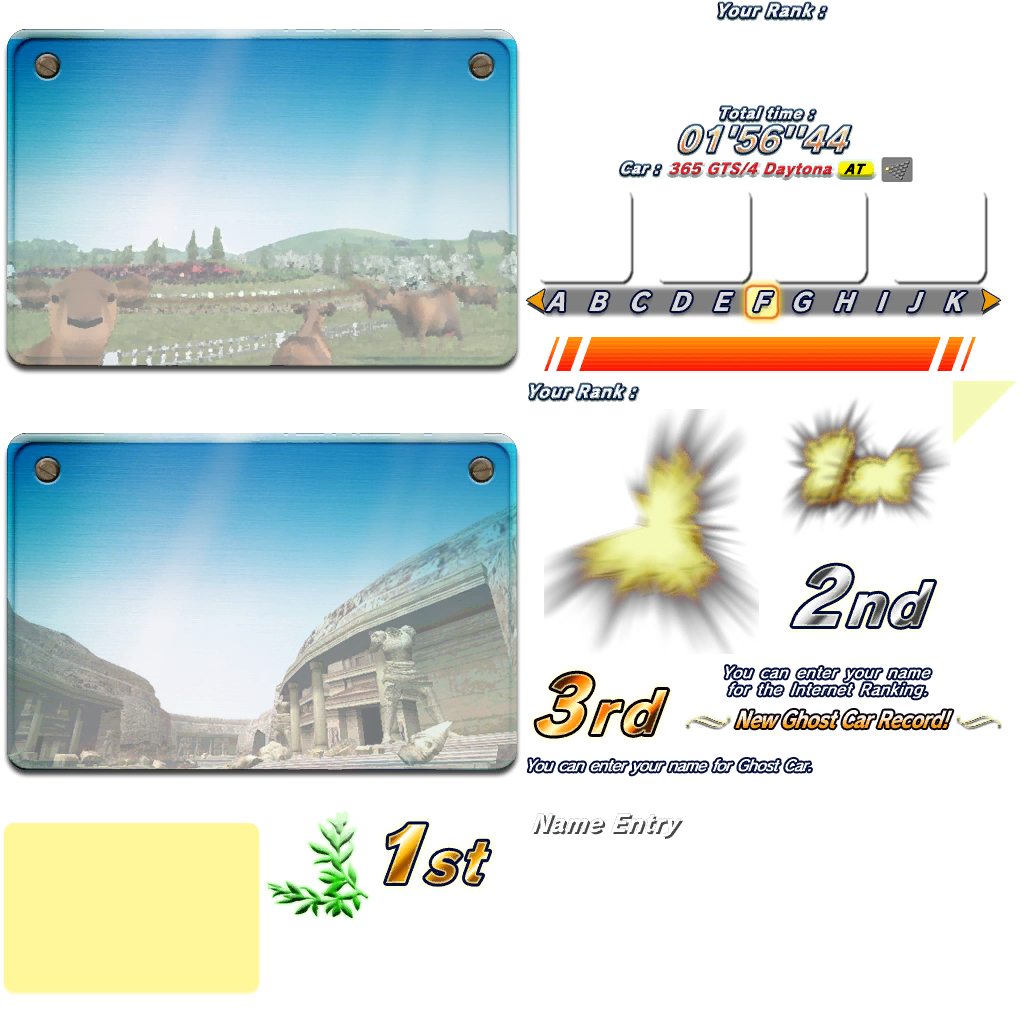 Your Rank :
Total time :
01'56"44
Car : 365 GTS/4 Daytona AT
A B C D E F G H I J K
Your Rank :
2nd
3rd
You can enter your name
for the Internet Ranking.
New Ghost Car Record!
You can enter your name for Ghost Car.
1st
Name Entry